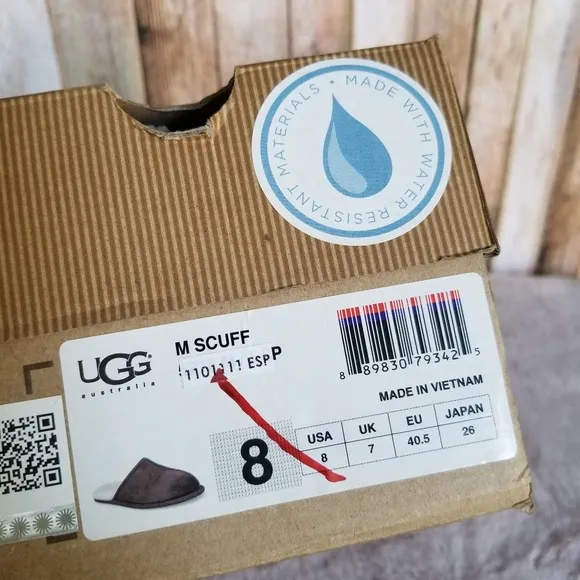 • MADE WITH WATER RESISTANT MATERIALS
UGG®
australia
M SCUFF
1101111 ESP P
8 89830 79342 5
MADE IN VIETNAM
8
USA UK EU JAPAN
8 7 40.5 26